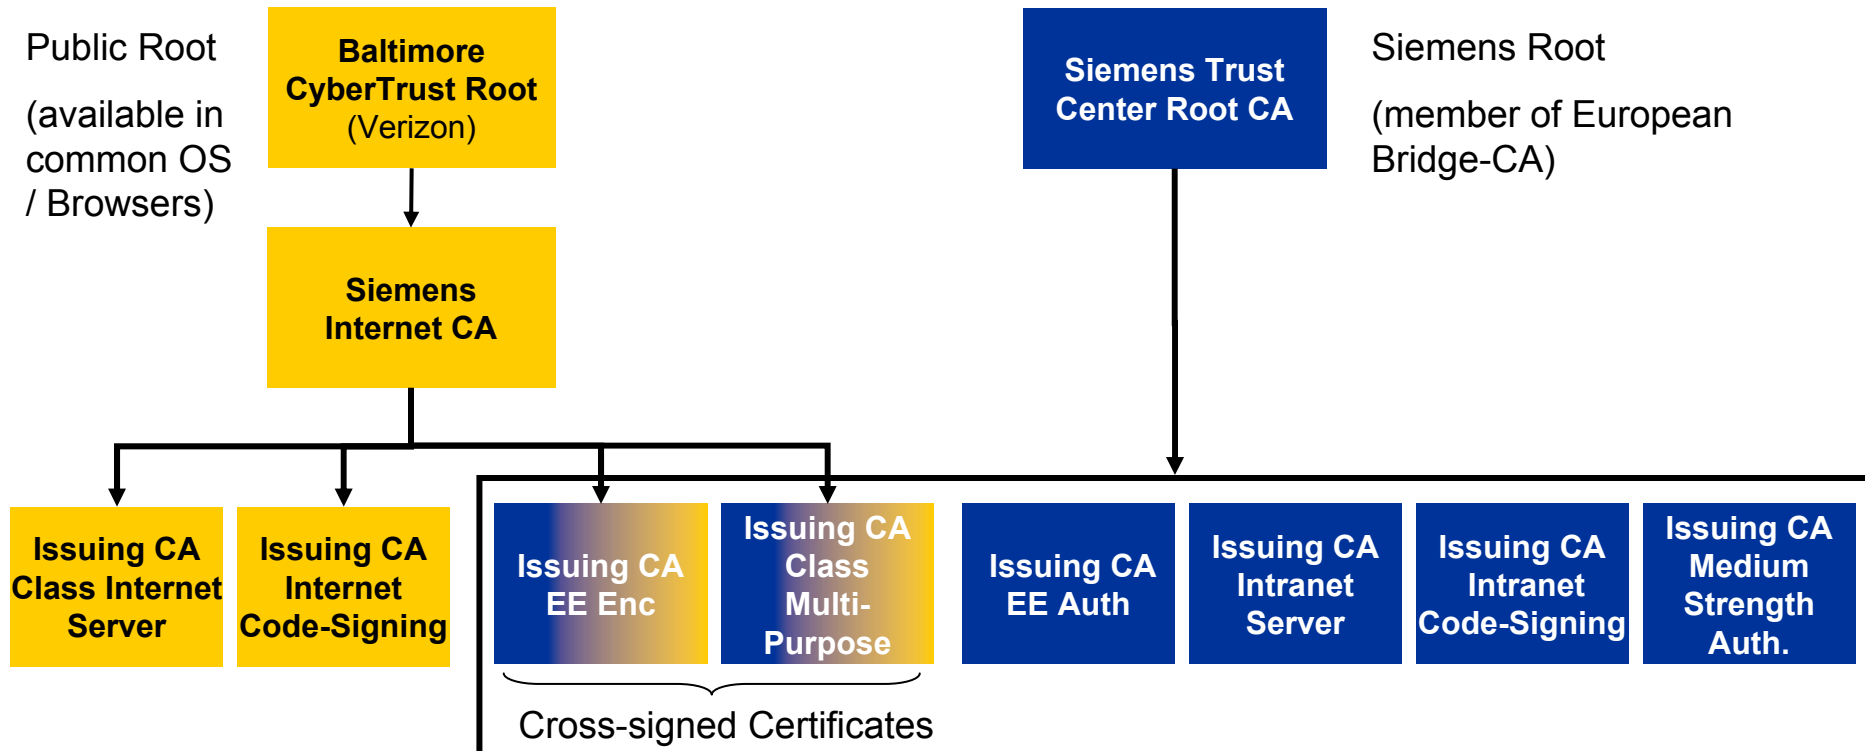 Public Root
(available in
common OS
/ Browsers)
Baltimore
CyberTrust Root
(Verizon)
Siemens Trust
Center Root CA
Siemens Root
(member of European
Bridge-CA)
Siemens
Internet CA
Issuing CA
Class Internet
Server
Issuing CA
Internet
Code-Signing
Issuing CA
EE Enc
Issuing CA
Class
Multi-
Purpose
Issuing CA
EE Auth
Issuing CA
Intranet
Server
Issuing CA
Intranet
Code-Signing
Issuing CA
Medium
Strength
Auth.
Cross-signed Certificates